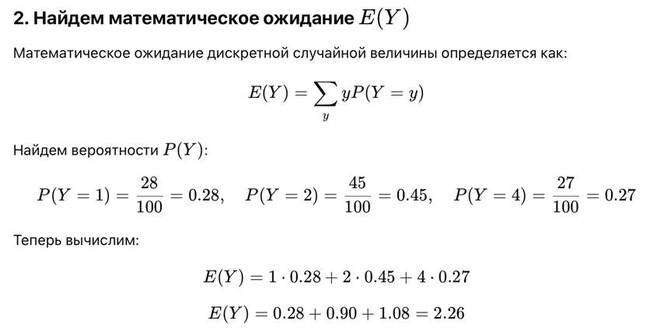 2. Найдем математическое ожидание E(Y)
Математическое ожидание дискретной случайной величины определяется как:
E(Y) = ∑_y yP(Y = y)
Найдем вероятности P(Y):
P(Y = 1) = 28/100 = 0.28, P(Y = 2) = 45/100 = 0.45, P(Y = 4) = 27/100 = 0.27
Теперь вычислим:
E(Y) = 1 · 0.28 + 2 · 0.45 + 4 · 0.27
E(Y) = 0.28 + 0.90 + 1.08 = 2.26